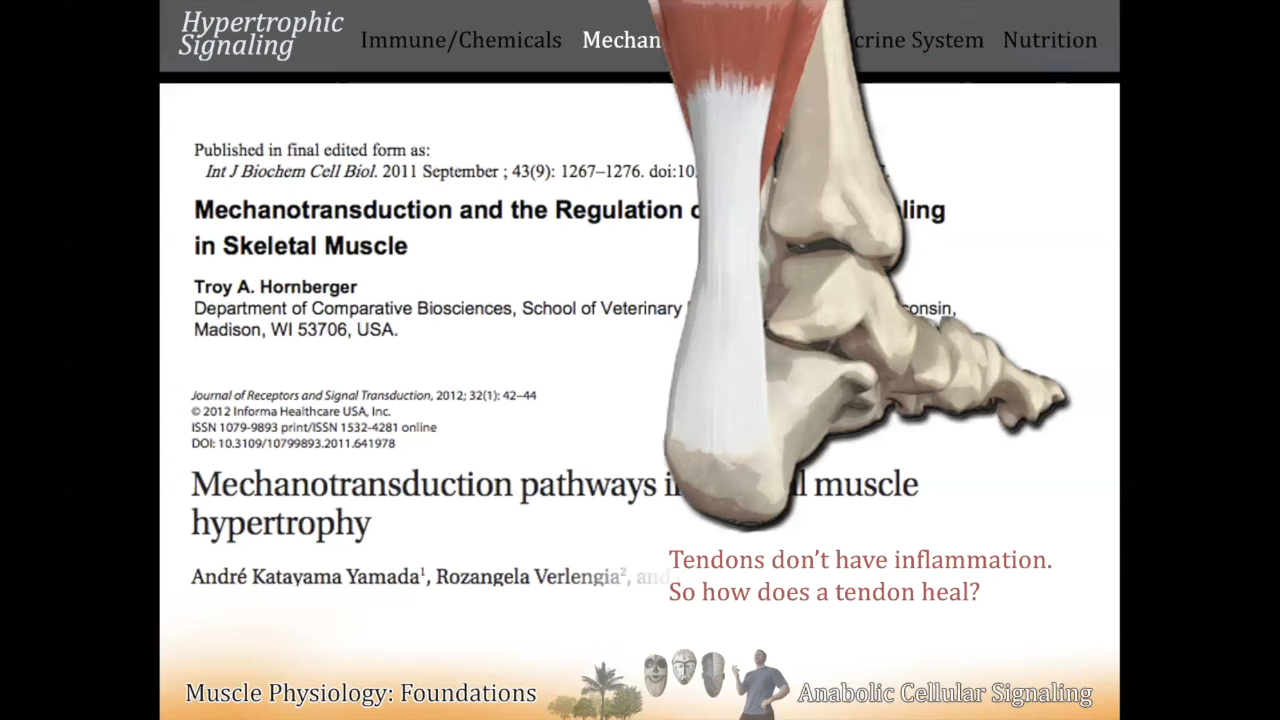 Hypertrophic
Signaling
Immune/Chemicals Mechan crine System Nutrition
Published in final edited form as:
Int J Biochem Cell Biol. 2011 September ; 43(9): 1267–1276. doi:10.
Mechanotransduction and the Regulation ling
in Skeletal Muscle
Troy A. Hornberger
Department of Comparative Biosciences, School of Veterinary onsin,
Madison, WI 53706, USA.
Journal of Receptors and Signal Transduction, 2012; 32(1): 42–44
© 2012 Informa Healthcare USA, Inc.
ISSN 1079-9893 print/ISSN 1532-4281 online
DOI: 10.3109/10799893.2011.641978
Mechanotransduction pathways i l muscle
hypertrophy
André Katayama Yamada¹, Rozangela Verlengia², and
Tendons don’t have inflammation.
So how does a tendon heal?
Muscle Physiology: Foundations
Anabolic Cellular Signaling